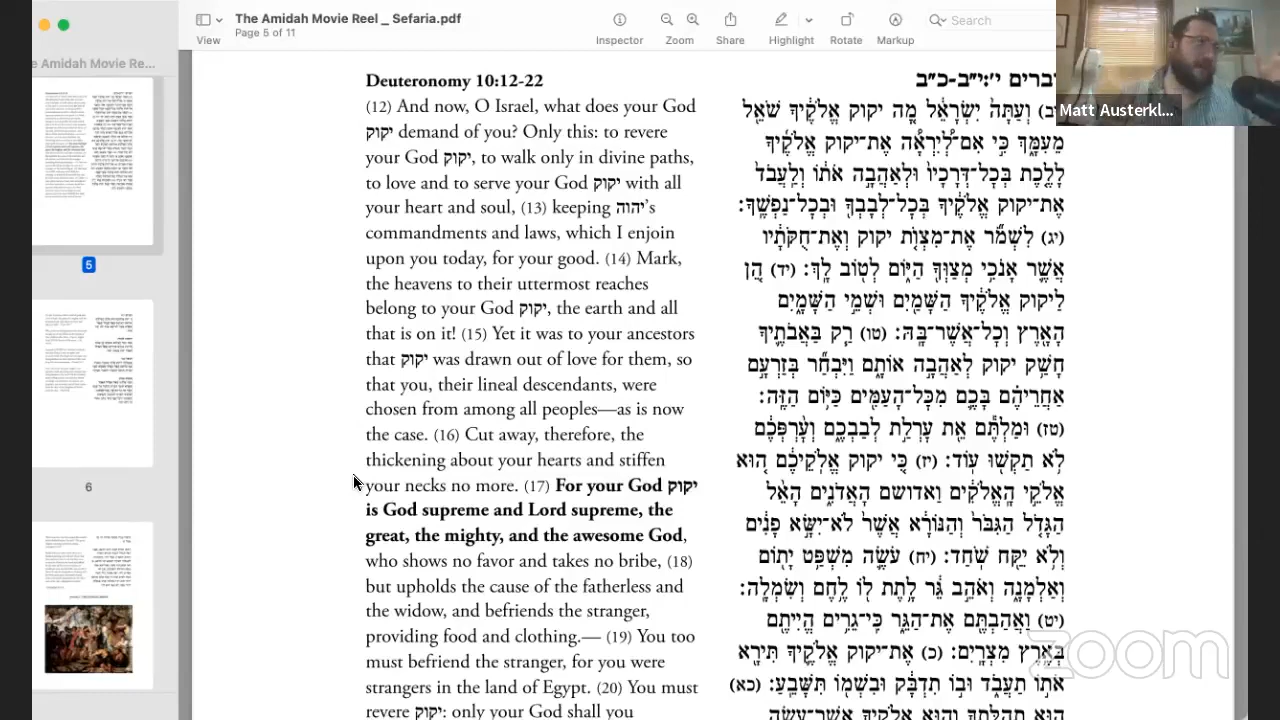 The Amidah Movie Reel _ Sefaria.pdf
Page 5 of 11
View
Inspector
Zoom
Share
Highlight
Rotate
Markup
Search
Matt Austerkl...
The Amidah Movie Re...
5
6
Deuteronomy 10:12-22
(12) And now, O Israel, what does your God
יקוק demand of you? Only this: to revere
your God יקוק, to walk only in divine paths,
to love and to serve your God יקוק with all
your heart and soul, (13) keeping יהוה's
commandments and laws, which I enjoin
upon you today, for your good. (14) Mark,
the heavens to their uttermost reaches
belong to your God יקוק, the earth and all
that is on it! (15) Yet it was to your ancestors
that יקוק was drawn out of love for them, so
that you, their lineal descendants, were
chosen from among all peoples—as is now
the case. (16) Cut away, therefore, the
thickening about your hearts and stiffen
your necks no more. (17) For your God יקוק
is God supreme and Lord supreme, the
great, the mighty, and the awesome God,
who shows no favor and takes no bribe, (18)
but upholds the cause of the fatherless and
the widow, and befriends the stranger,
providing food and clothing.— (19) You too
must befriend the stranger, for you were
strangers in the land of Egypt. (20) You must
revere יקוק: only your God shall you
דברים י׳:י״ב-כ״ב
(יב) וְעַתָּה֙ יִשְׂרָאֵ֔ל מָ֚ה יקוק אֱלֹקֶ֔יךָ שֹׁאֵ֖ל
מֵעִמָּ֑ךְ כִּ֣י אִם־לְ֠יִרְאָ֠ה אֶת־יקוק אֱלֹקֶ֜יךָ
לָלֶ֤כֶת בְּכׇל־דְּרָכָיו֙ וּלְאַהֲבָ֣ה אֹת֔וֹ וְלַֽעֲבֹד֙
אֶת־יקוק אֱלֹקֶ֔יךָ בְּכׇל־לְבָבְךָ֖ וּבְכׇל־נַפְשֶֽׁךָ׃
(יג) לִשְׁמֹ֞ר אֶת־מִצְוֺ֤ת יקוק וְאֶת־חֻקֹּתָ֔יו
אֲשֶׁ֛ר אָנֹכִ֥י מְצַוְּךָ֖ הַיּ֑וֹם לְט֖וֹב לָֽךְ׃ (יד) הֵ֚ן
לַיקוק אֱלֹקֶ֔יךָ הַשָּׁמַ֖יִם וּשְׁמֵ֣י הַשָּׁמָ֑יִם
הָאָ֖רֶץ וְכׇל־אֲשֶׁר־בָּֽהּ׃ (טו) רַ֧ק בַּאֲבֹתֶ֛יךָ
חָשַׁ֥ק יקוק לְאַהֲבָ֣ה אוֹתָ֑ם וַיִּבְחַ֞ר בְּזַרְעָ֣ם
אַחֲרֵיהֶ֗ם בָּכֶ֛ם מִכׇּל־הָעַמִּ֖ים כַּיּ֥וֹם הַזֶּֽה׃
(טז) וּמַלְתֶּ֕ם אֵ֖ת עׇרְלַ֣ת לְבַבְכֶ֑ם וְעׇ֨רְפְּכֶ֔ם
לֹ֥א תַקְשׁ֖וּ עֽוֹד׃ (יז) כִּ֚י יקוק אֱלֹֽקֵיכֶ֔ם ה֚וּא
אֱלֹקֵ֣י הָֽאֱלֹקִ֔ים וַאדושם הָאֲדֹנִ֑ים הָאֵ֨ל
הַגָּדֹ֤ל הַגִּבֹּר֙ וְהַנּוֹרָ֔א אֲשֶׁר֙ לֹא־יִשָּׂ֣א פָנִ֔ים
וְלֹ֥א יִקַּ֖ח שֹֽׁחַד׃ (יח) עֹשֶׂ֛ה מִשְׁפַּ֥ט יָת֖וֹם
וְאַלְמָנָ֑ה וְאֹהֵ֣ב גֵּ֔ר לָ֥תֶת ל֖וֹ לֶ֥חֶם וְשִׂמְלָֽה׃
(יט) וַאֲהַבְתֶּ֖ם אֶת־הַגֵּ֑ר כִּֽי־גֵרִ֥ים הֱיִיתֶ֖ם
בְּאֶ֥רֶץ מִצְרָֽיִם׃ (כ) אֶת־יקוק אֱלֹקֶ֛יךָ תִּירָ֖א
אֹת֣וֹ תַעֲבֹ֑ד וּב֣וֹ תִדְבָּ֔ק וּבִשְׁמ֖וֹ תִּשָּׁבֵֽעַ׃ (כא)
ה֥וּא תְהִלָּתְךָ֖ וְה֣וּא אֱלֹקֶ֑יךָ אֲשֶׁר־עָשָׂ֣ה
zoom